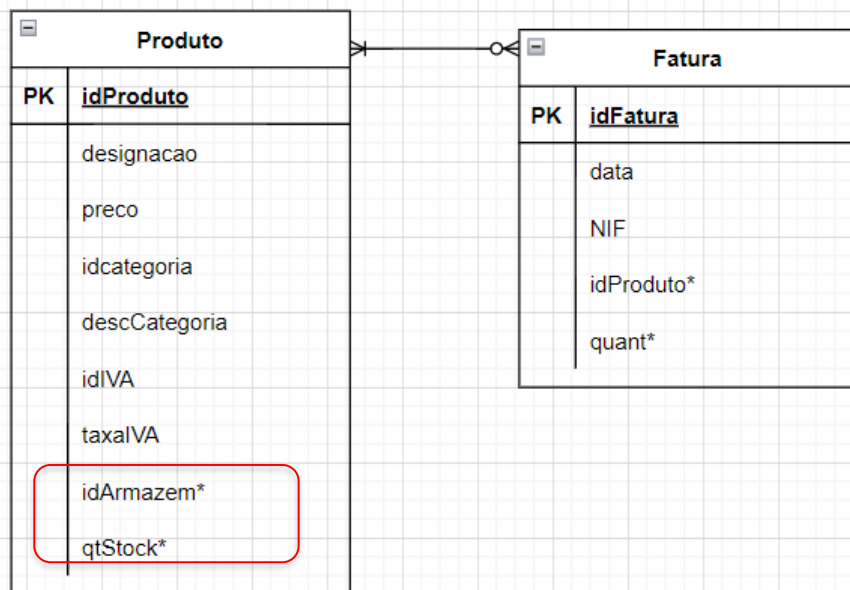 Produto
PK idProduto
designacao
preco
idcategoria
descCategoria
idIVA
taxaIVA
idArmazem*
qtStock*
Fatura
PK idFatura
data
NIF
idProduto*
quant*